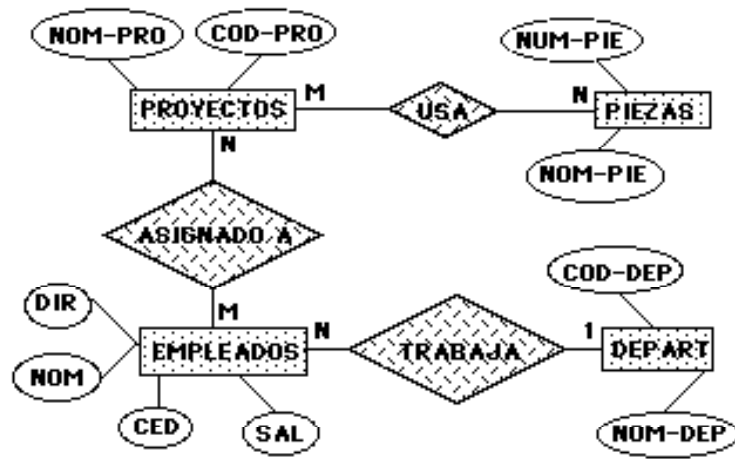 NOM-PRO
COD-PRO
NUM-PIE
PROYECTOS
M
USA
N
PIEZAS
N
NOM-PIE
ASIGNADO A
COD-DEP
DIR
M
EMPLEADOS
N
TRABAJA
1
DEPART
NOM
CED
SAL
NOM-DEP